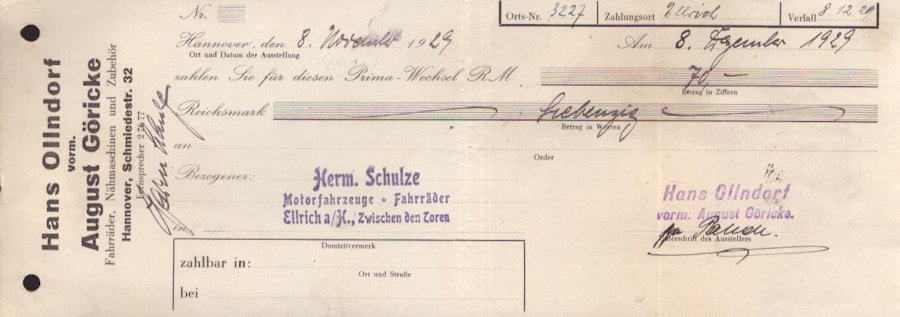 Hans Ollndorf
vorm.
August Göricke
Fahrräder, Nähmaschinen und Zubehör
Hannover, Schmiedestr. 32
Fernsprecher 27677
Nr.
Orts-Nr. 3227 Zahlungsort Ellrich Verfall 8.12.29
Hannover, den 8. November 1929 Am 8. Dezember 1929
Ort und Datum der Ausstellung
zahlen Sie für diesen Prima-Wechsel RM 70,–
Betrag in Ziffern
Reichsmark Siebenzig
Betrag in Worten
an
Order
Bezogener:
Herm. Schulze
Motorfahrzeuge * Fahrräder
Ellrich a/H., Zwischen den Toren
in
Hans Ollndorf
vorm. August Göricke.
Unterschrift des Ausstellers
Domizilvermerk
zahlbar in:
Ort und Straße
bei